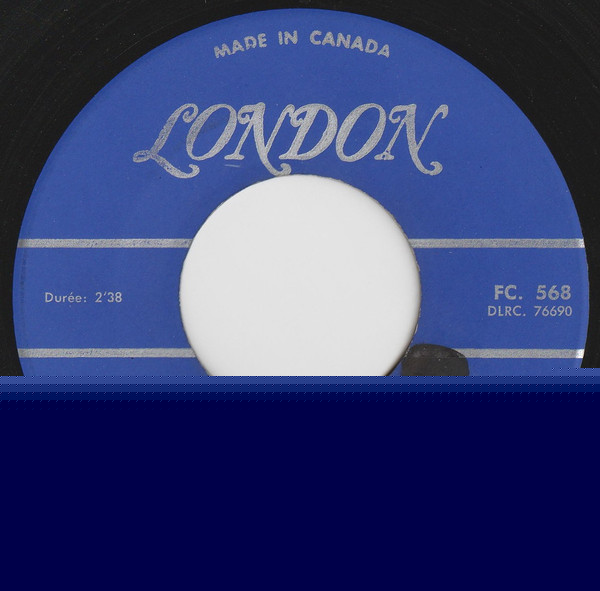 MADE IN CANADA
LONDON
Durée: 2'38
FC. 568
DLRC. 76690